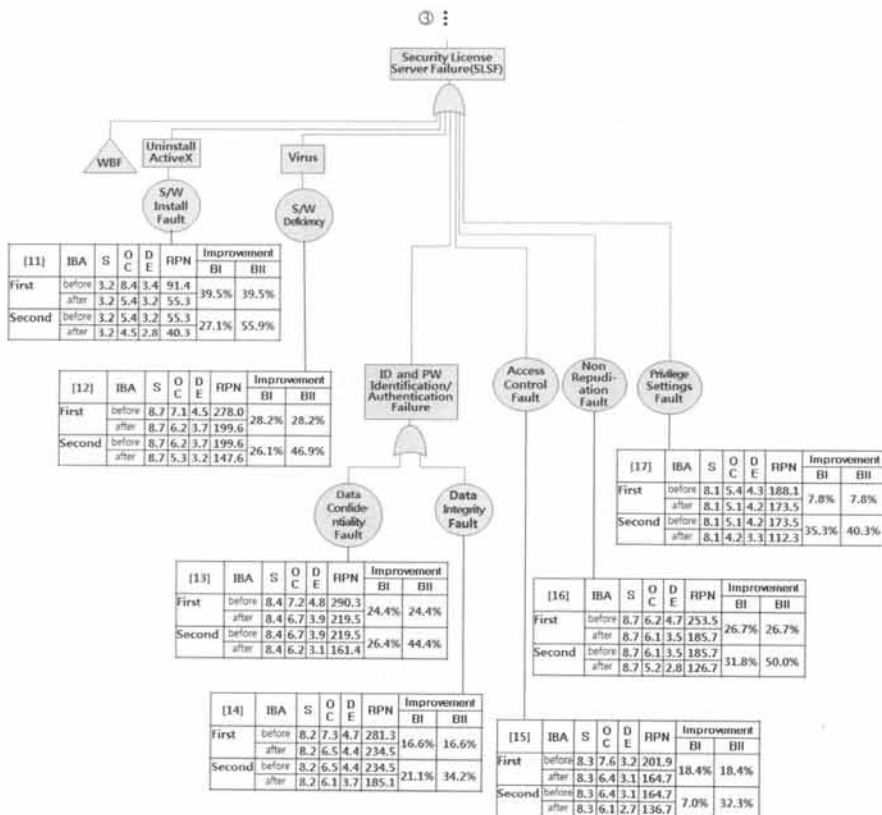 ③ ⋮
Security License
Server Failure(SLSF)
WBF
Uninstall
ActiveX
Virus
S/W
Install
Fault
S/W
Deficiency
[11] IBA S OC DE RPN Improvement
BI BII
First before 3.2 8.4 3.4 91.4 39.5% 39.5%
after 3.2 5.4 3.2 55.3
Second before 3.2 5.4 3.2 55.3 27.1% 55.9%
after 3.2 4.5 2.8 40.3
[12] IBA S OC DE RPN Improvement
BI BII
First before 8.7 7.1 4.5 278.0 28.2% 28.2%
after 8.7 6.2 3.7 199.6
Second before 8.7 6.2 3.7 199.6 26.1% 46.9%
after 8.7 5.3 3.2 147.6
ID and PW
Identification/
Authentication
Failure
Access
Control
Fault
Non
Repudi-
ation
Fault
Privilege
Settings
Fault
Data
Confide-
ntiality
Fault
Data
Integrity
Fault
[17] IBA S OC DE RPN Improvement
BI BII
First before 8.1 5.4 4.3 188.1 7.8% 7.8%
after 8.1 5.1 4.2 173.5
Second before 8.1 5.1 4.2 173.5 35.3% 40.3%
after 8.1 4.2 3.3 112.3
[13] IBA S OC DE RPN Improvement
BI BII
First before 8.4 7.2 4.8 290.3 24.4% 24.4%
after 8.4 6.7 3.9 219.5
Second before 8.4 6.7 3.9 219.5 26.4% 44.4%
after 8.4 6.2 3.1 161.4
[16] IBA S OC DE RPN Improvement
BI BII
First before 8.7 6.2 4.7 253.5 26.7% 26.7%
after 8.7 6.1 3.5 185.7
Second before 8.7 6.1 3.5 185.7 31.8% 50.0%
after 8.7 5.2 2.8 126.7
[14] IBA S OC DE RPN Improvement
BI BII
First before 8.2 7.3 4.7 281.3 16.6% 16.6%
after 8.2 6.5 4.4 234.5
Second before 8.2 6.5 4.4 234.5 21.1% 34.2%
after 8.2 6.1 3.7 185.1
[15] IBA S OC DE RPN Improvement
BI BII
First before 8.3 7.6 3.2 201.9 18.4% 18.4%
after 8.3 6.4 3.1 164.7
Second before 8.3 6.4 3.1 164.7 7.0% 32.3%
after 8.3 6.1 2.7 136.7